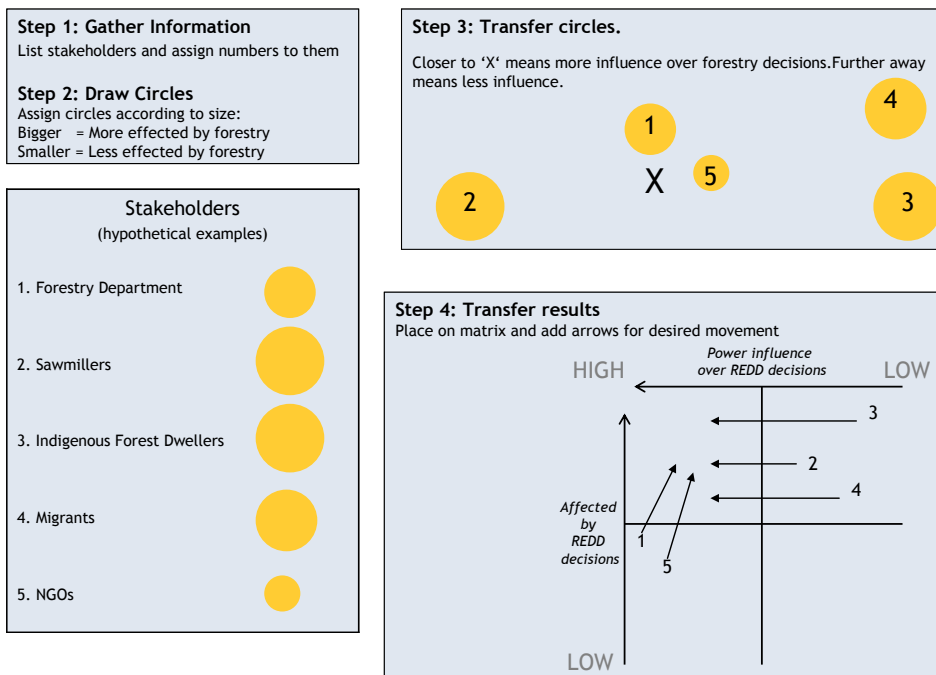 Step 1: Gather Information
List stakeholders and assign numbers to them
Step 2: Draw Circles
Assign circles according to size:
Bigger = More effected by forestry
Smaller = Less effected by forestry
Stakeholders
(hypothetical examples)
1. Forestry Department
2. Sawmillers
3. Indigenous Forest Dwellers
4. Migrants
5. NGOs
Step 3: Transfer circles.
Closer to ‘X‘ means more influence over forestry decisions.Further away
means less influence.
4
1
X
5
2
3
Step 4: Transfer results
Place on matrix and add arrows for desired movement
HIGH
Power influence
over REDD decisions
LOW
3
2
4
Affected
by
REDD
decisions
1
5
LOW